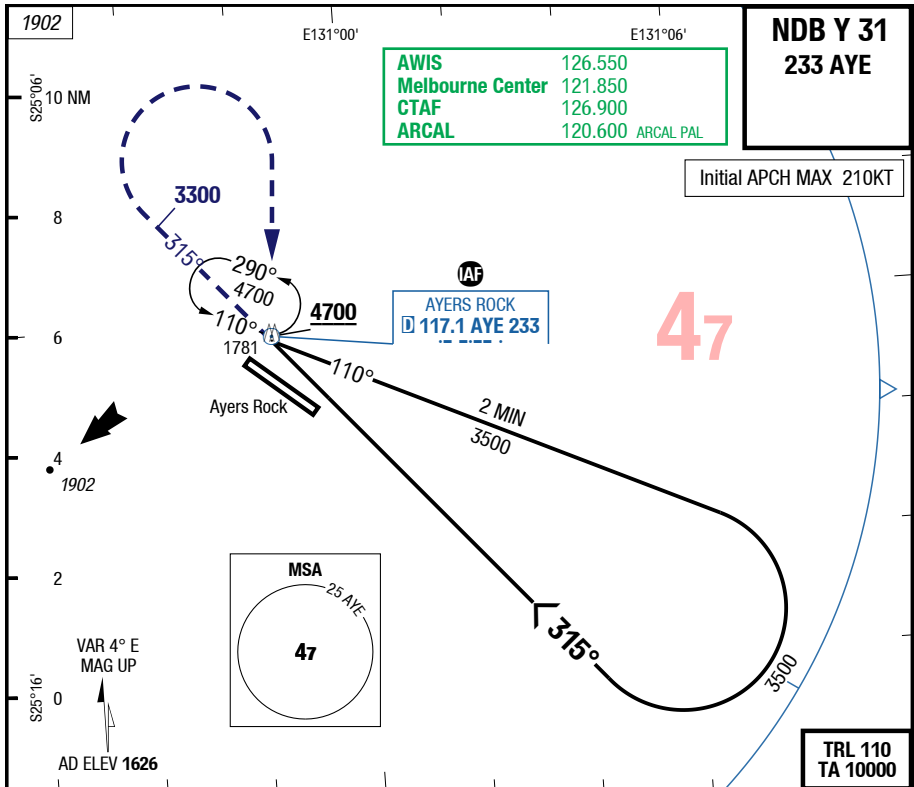 1902
E131°00'
E131°06'
NDB Y 31
233 AYE
AWIS 126.550
Melbourne Center 121.850
CTAF 126.900
ARCAL 120.600 ARCAL PAL
S25°06'
10 NM
Initial APCH MAX 210KT
3300
8
315°
290°
4700
110°
IAF
4700
AYERS ROCK
D 117.1 AYE 233
47
6
1781
110°
Ayers Rock
2 MIN
3500
4
1902
2
MSA
25 AYE
47
315°
3500
VAR 4° E
MAG UP
S25°16'
0
AD ELEV 1626
TRL 110
TA 10000